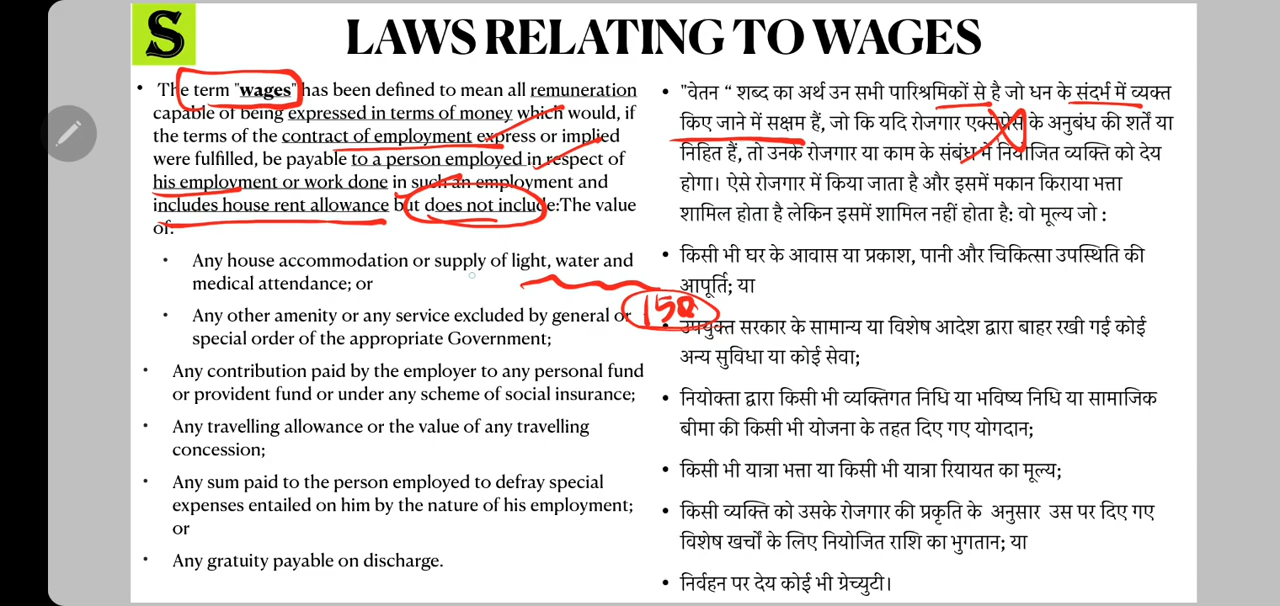 S
LAWS RELATING TO WAGES
• The term "wages" has been defined to mean all remuneration
capable of being expressed in terms of money which would, if
the terms of the contract of employment express or implied
were fulfilled, be payable to a person employed in respect of
his employment or work done in such an employment and
includes house rent allowance but does not include:The value
of:
• Any house accommodation or supply of light, water and
medical attendance; or
• Any other amenity or any service excluded by general or
special order of the appropriate Government;
• Any contribution paid by the employer to any personal fund
or provident fund or under any scheme of social insurance;
• Any travelling allowance or the value of any travelling
concession;
• Any sum paid to the person employed to defray special
expenses entailed on him by the nature of his employment;
or
• Any gratuity payable on discharge.
150
• "वेतन “ शब्द का अर्थ उन सभी पारिश्रमिकों से है जो धन के संदर्भ में व्यक्त
किए जाने में सक्षम हैं, जो कि यदि रोजगार एक्सप्रेस के अनुबंध की शर्तें या
निहित हैं, तो उनके रोजगार या काम के संबंध में नियोजित व्यक्ति को देय
होगा। ऐसे रोजगार में किया जाता है और इसमें मकान किराया भत्ता
शामिल होता है लेकिन इसमें शामिल नहीं होता है: वो मूल्य जो :
• किसी भी घर के आवास या प्रकाश, पानी और चिकित्सा उपस्थिति की
आपूर्ति; या
• उपयुक्त सरकार के सामान्य या विशेष आदेश द्वारा बाहर रखी गई कोई
अन्य सुविधा या कोई सेवा;
• नियोक्ता द्वारा किसी भी व्यक्तिगत निधि या भविष्य निधि या सामाजिक
बीमा की किसी भी योजना के तहत दिए गए योगदान;
• किसी भी यात्रा भत्ता या किसी भी यात्रा रियायत का मूल्य;
• किसी व्यक्ति को उसके रोजगार की प्रकृति के अनुसार उस पर दिए गए
विशेष खर्चों के लिए नियोजित राशि का भुगतान; या
• निर्वहन पर देय कोई भी ग्रेच्युटी।